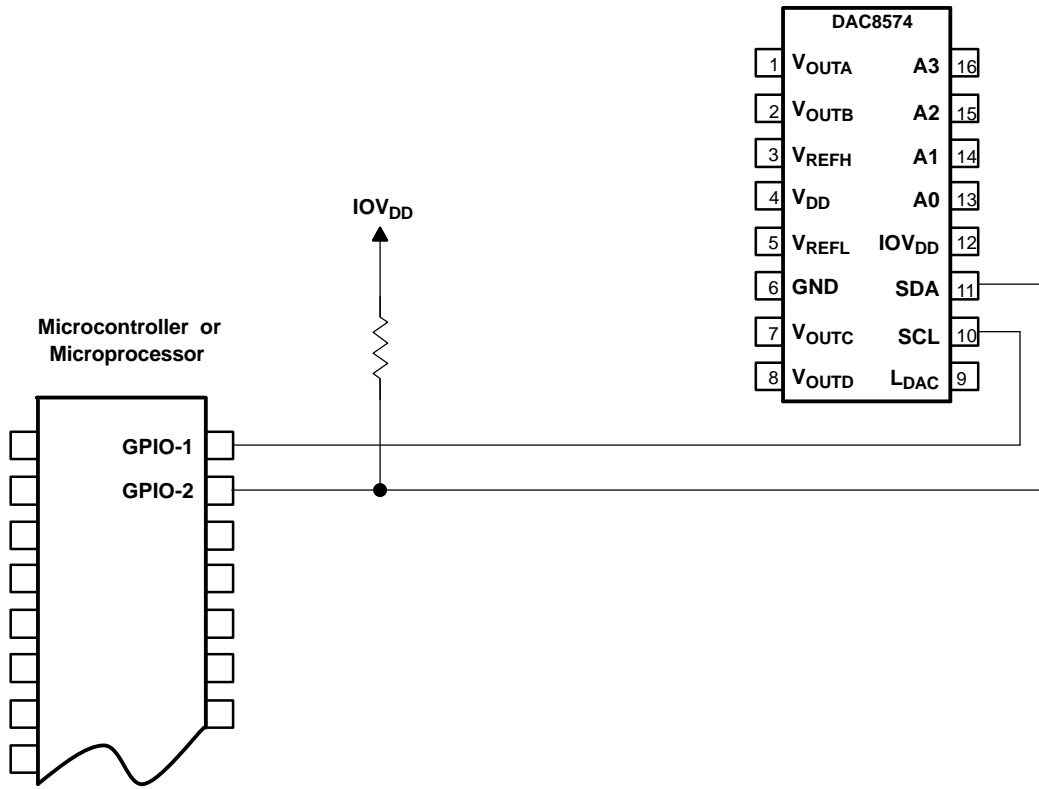 DAC8574
1 VOUTA A3 16
2 VOUTB A2 15
3 VREFH A1 14
4 VDD A0 13
5 VREFL IOVDD 12
6 GND SDA 11
7 VOUTC SCL 10
8 VOUTD LDAC 9
IOVDD
Microcontroller or
Microprocessor
GPIO-1
GPIO-2